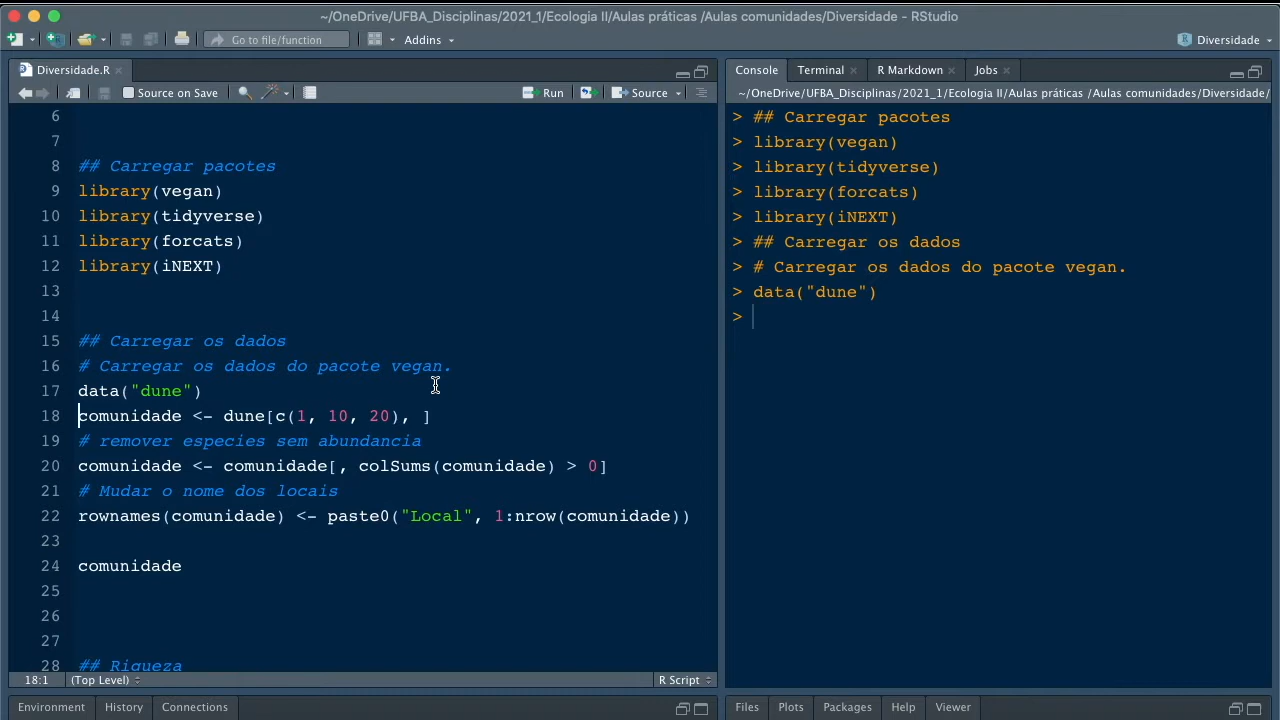 ~/OneDrive/UFBA_Disciplinas/2021_1/Ecologia II/Aulas práticas /Aulas comunidades/Diversidade - RStudio
Go to file/function
Addins
Diversidade
Diversidade.R
Source on Save
Run
Source
6
7
8 ## Carregar pacotes
9 library(vegan)
10 library(tidyverse)
11 library(forcats)
12 library(iNEXT)
13
14
15 ## Carregar os dados
16 # Carregar os dados do pacote vegan.
17 data("dune")
18 comunidade <- dune[c(1, 10, 20), ]
19 # remover especies sem abundancia
20 comunidade <- comunidade[, colSums(comunidade) > 0]
21 # Mudar o nome dos locais
22 rownames(comunidade) <- paste0("Local", 1:nrow(comunidade))
23
24 comunidade
25
26
27
28 ## Riqueza
18:1 (Top Level) R Script
Environment History Connections
Console Terminal R Markdown Jobs
~/OneDrive/UFBA_Disciplinas/2021_1/Ecologia II/Aulas práticas /Aulas comunidades/Diversidade/
> ## Carregar pacotes
> library(vegan)
> library(tidyverse)
> library(forcats)
> library(iNEXT)
> ## Carregar os dados
> # Carregar os dados do pacote vegan.
> data("dune")
>
Files Plots Packages Help Viewer